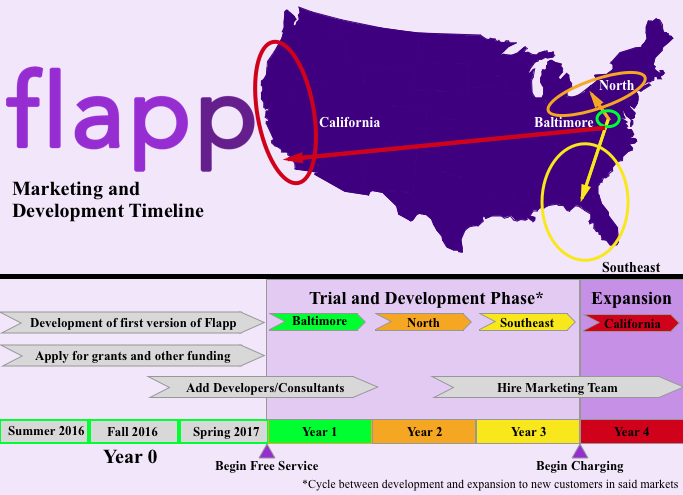 flapp
Marketing and
Development Timeline
California
North
Baltimore
Southeast
Trial and Development Phase*
Expansion
Development of first version of Flapp
Baltimore
North
Southeast
California
Apply for grants and other funding
Add Developers/Consultants
Hire Marketing Team
Summer 2016
Fall 2016
Spring 2017
Year 1
Year 2
Year 3
Year 4
Year 0
Begin Free Service
Begin Charging
*Cycle between development and expansion to new customers in said markets